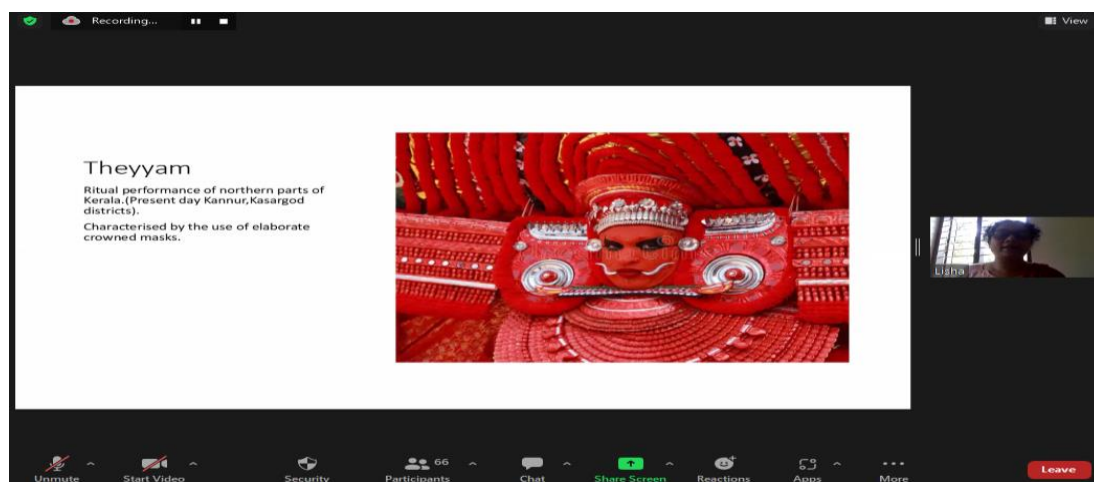 Recording...
View
Theyyam
Ritual performance of northern parts of
Kerala.(Present day Kannur,Kasargod
districts).
Characterised by the use of elaborate
crowned masks.
Lisha
66
Unmute
Start Video
Security
Participants
Chat
Share Screen
Reactions
Apps
More
Leave